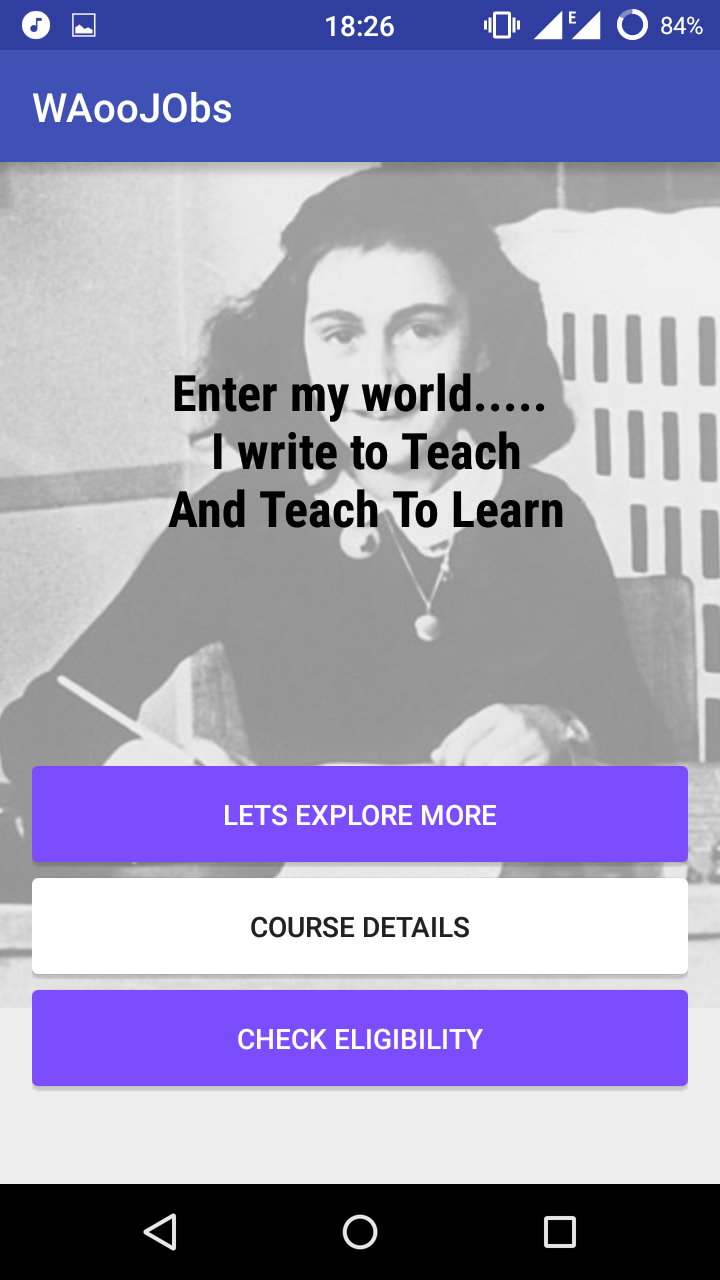 18:26
E
84%
WAooJObs
Enter my world.....
I write to Teach
And Teach To Learn
LETS EXPLORE MORE
COURSE DETAILS
CHECK ELIGIBILITY